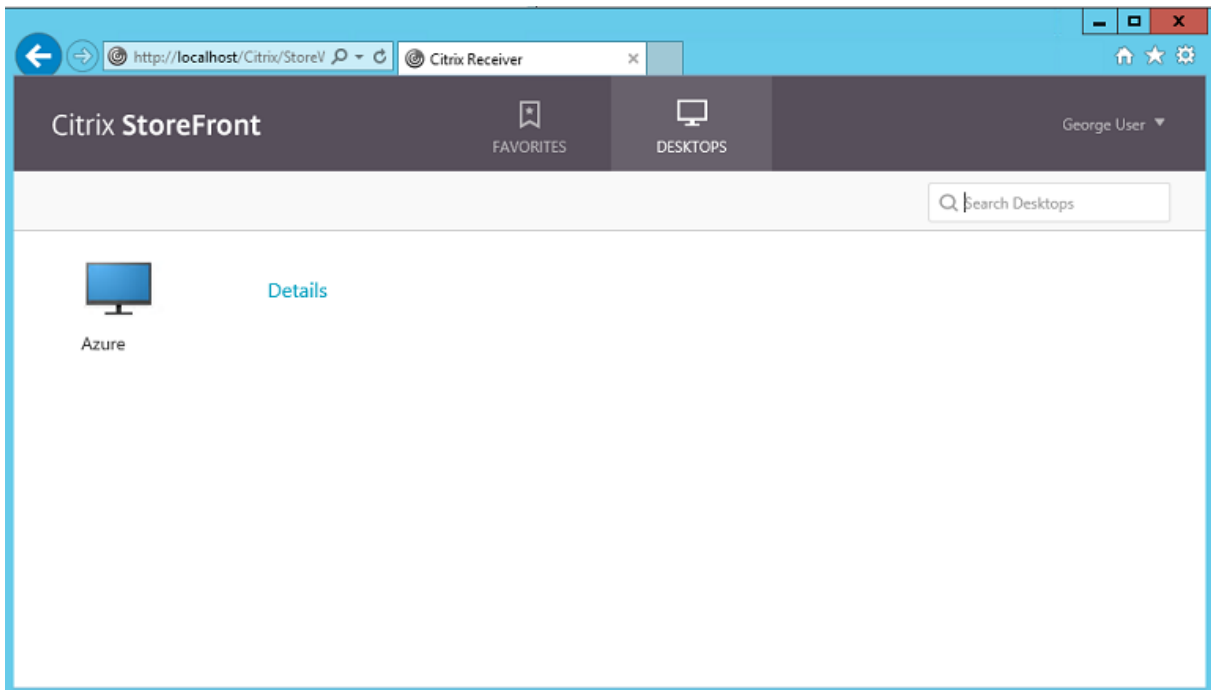 http://localhost/Citrix/StoreV
Citrix Receiver
Citrix StoreFront
FAVORITES
DESKTOPS
George User
Search Desktops
Details
Azure